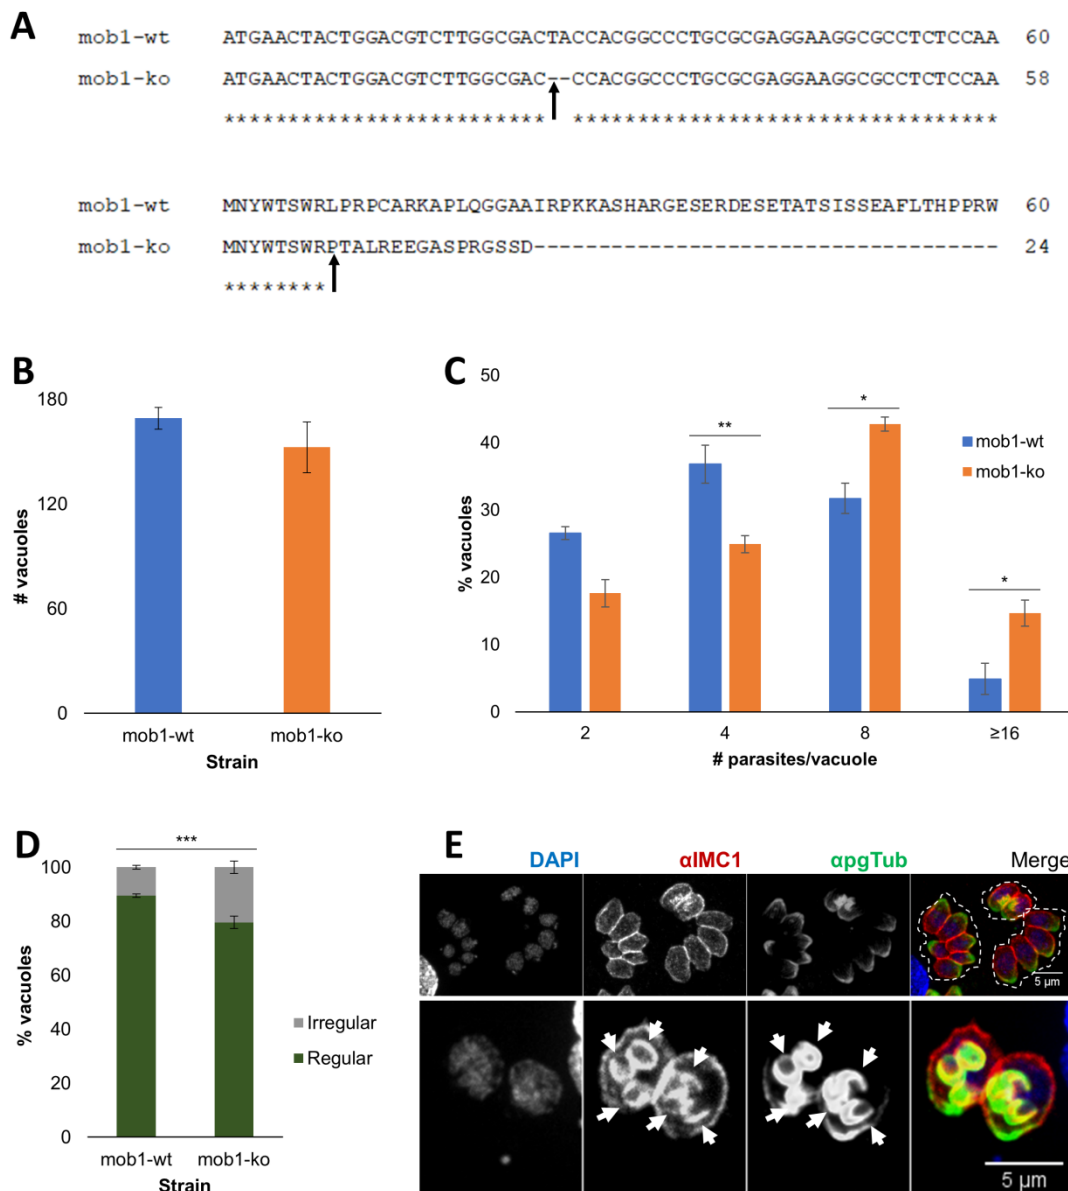 A
mob1-wt ATGAACTACTGGACGTCTTGGCGACTACCACGGCCCTGCGCGAGGAAGGCGCCTCTCCAA 60
mob1-ko ATGAACTACTGGACGTCTTGGCGAC--CCACGGCCCTGCGCGAGGAAGGCGCCTCTCCAA 58
************************* *********************************
mob1-wt MNYWTSWRLPRPCARKAPLQGGAAIRPKKASHARGESERDESETATSISSEAFLTHPPRW 60
mob1-ko MNYWTSWRPTALREEGASPRGSSD------------------------------------ 24
********
B
180
120
60
0
# vacuoles
mob1-wt mob1-ko
Strain
C
50
40
30
20
10
0
% vacuoles
** * *
mob1-wt
mob1-ko
2 4 8 ≥16
# parasites/vacuole
D
***
100
80
60
40
20
0
% vacuoles
Irregular
Regular
mob1-wt mob1-ko
Strain
E
DAPI αIMC1 αpgTub Merge
5 µm
5 µm